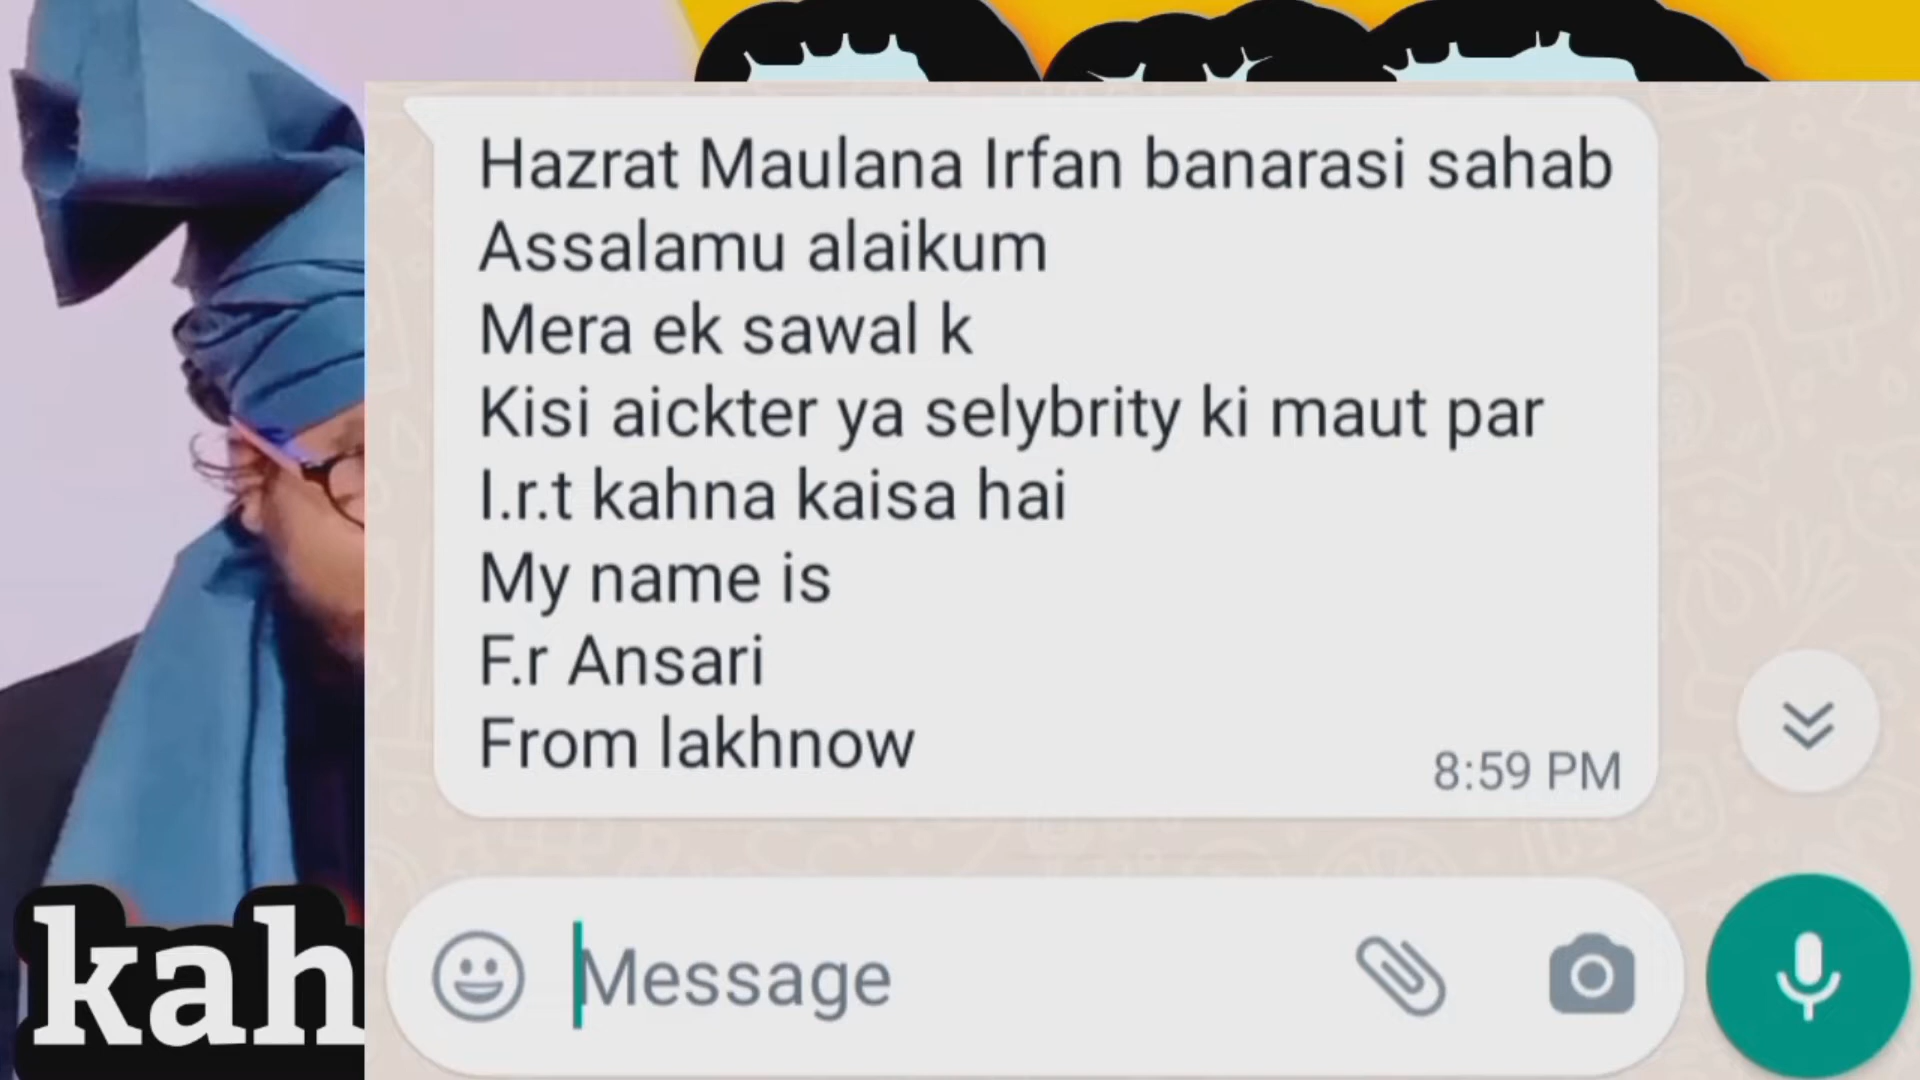 Hazrat Maulana Irfan banarasi sahab
Assalamu alaikum
Mera ek sawal k
Kisi aickter ya selybrity ki maut par
I.r.t kahna kaisa hai
My name is
F.r Ansari
From lakhnow
8:59 PM
Message
kah